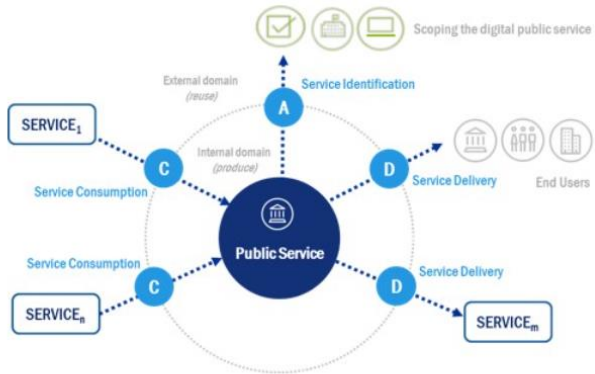 Scoping the digital public service
External domain
(reuse)
Service Identification
A
SERVICE1
Internal domain
(produce)
C
D
Service Consumption
Service Delivery
End Users
Public Service
Service Consumption
Service Delivery
C
D
SERVICEn
SERVICEm